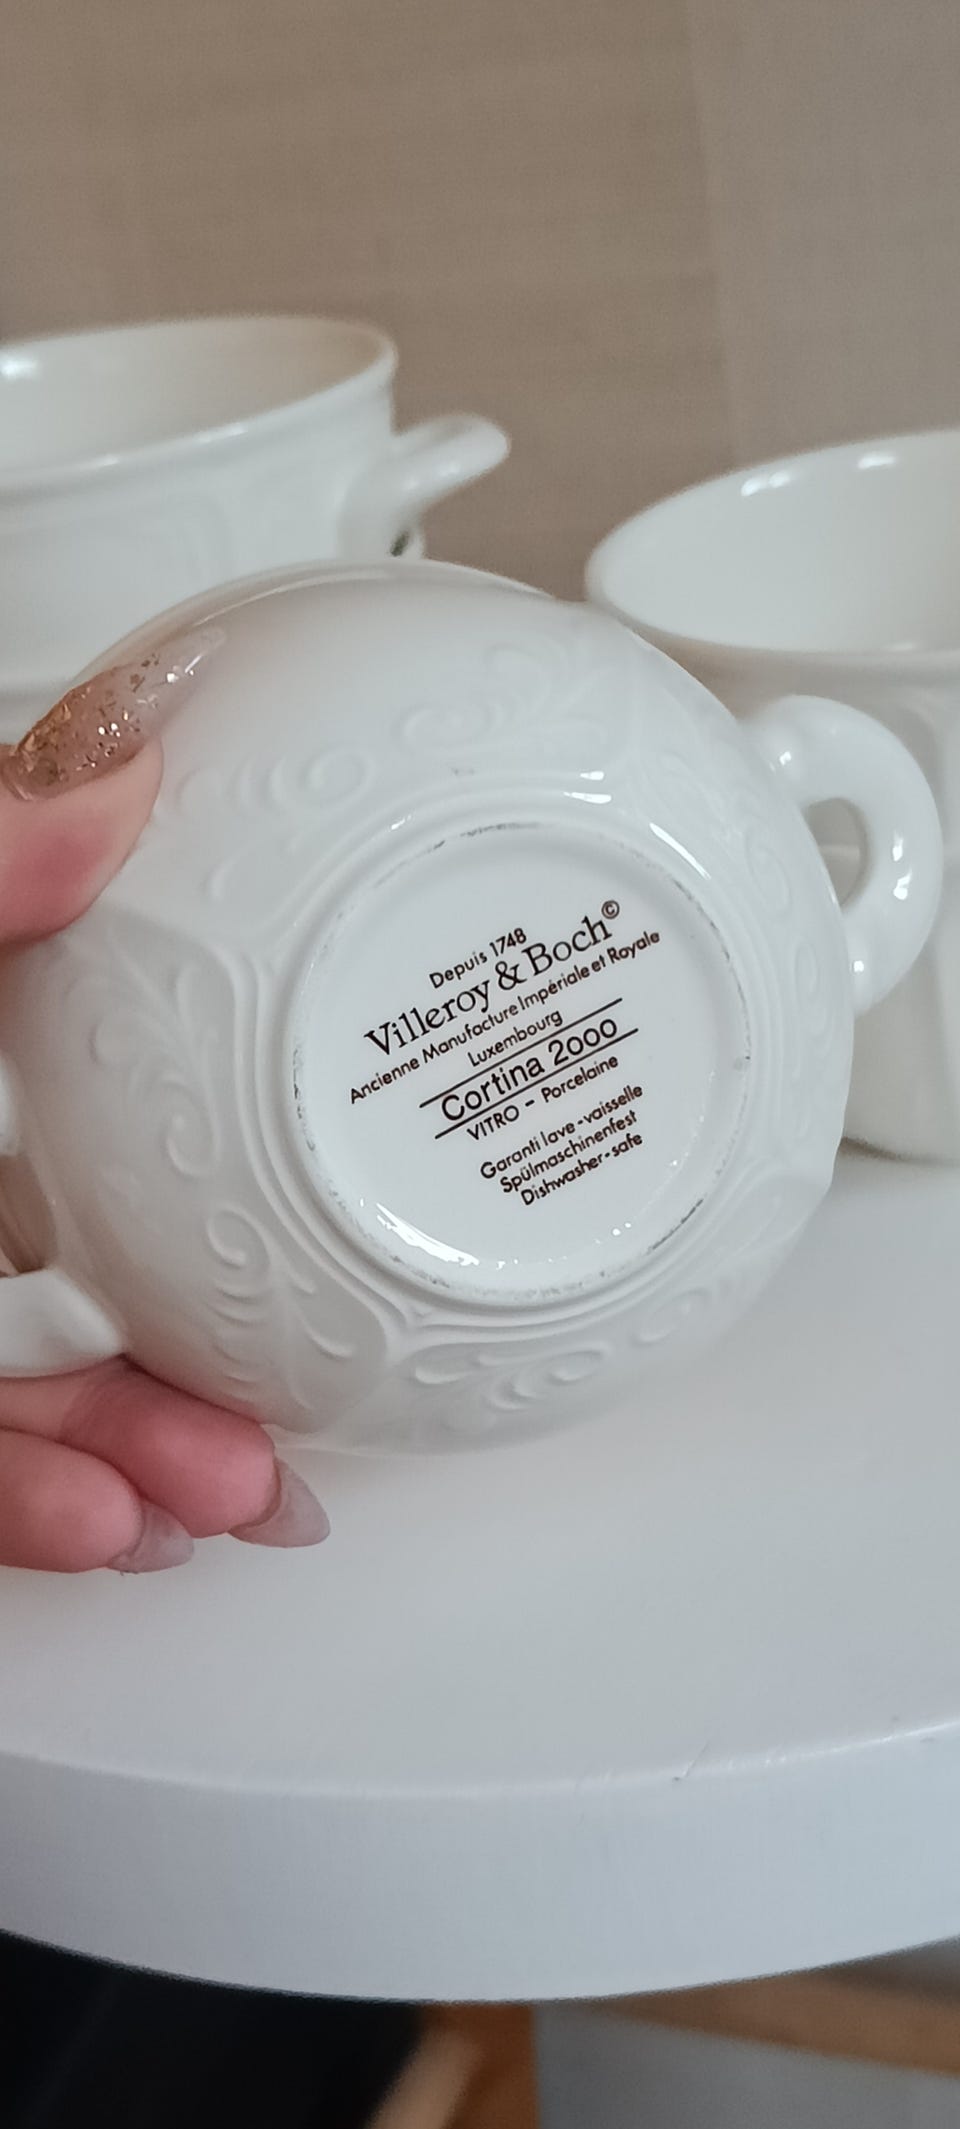 Depuis 1748
Villeroy & Boch©
Ancienne Manufacture Impériale et Royale
Luxembourg
Cortina 2000
VITRO - Porcelaine
Garanti lave-vaisselle
Spülmaschinenfest
Dishwasher-safe